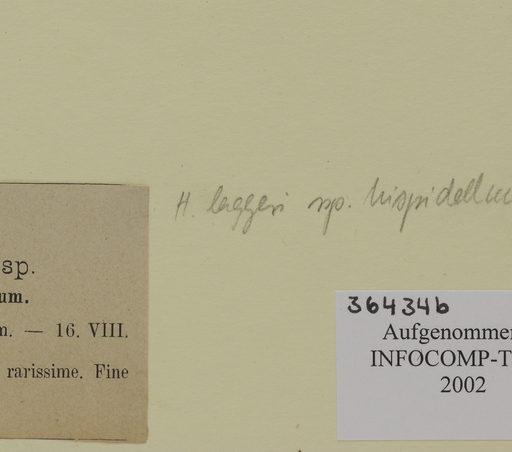 H. laggeri ssp. hispidellum
sp.
um.
m. — 16. VIII.
rarissime. Fine
364346
Aufgenommen
INFOCOMP-T
2002